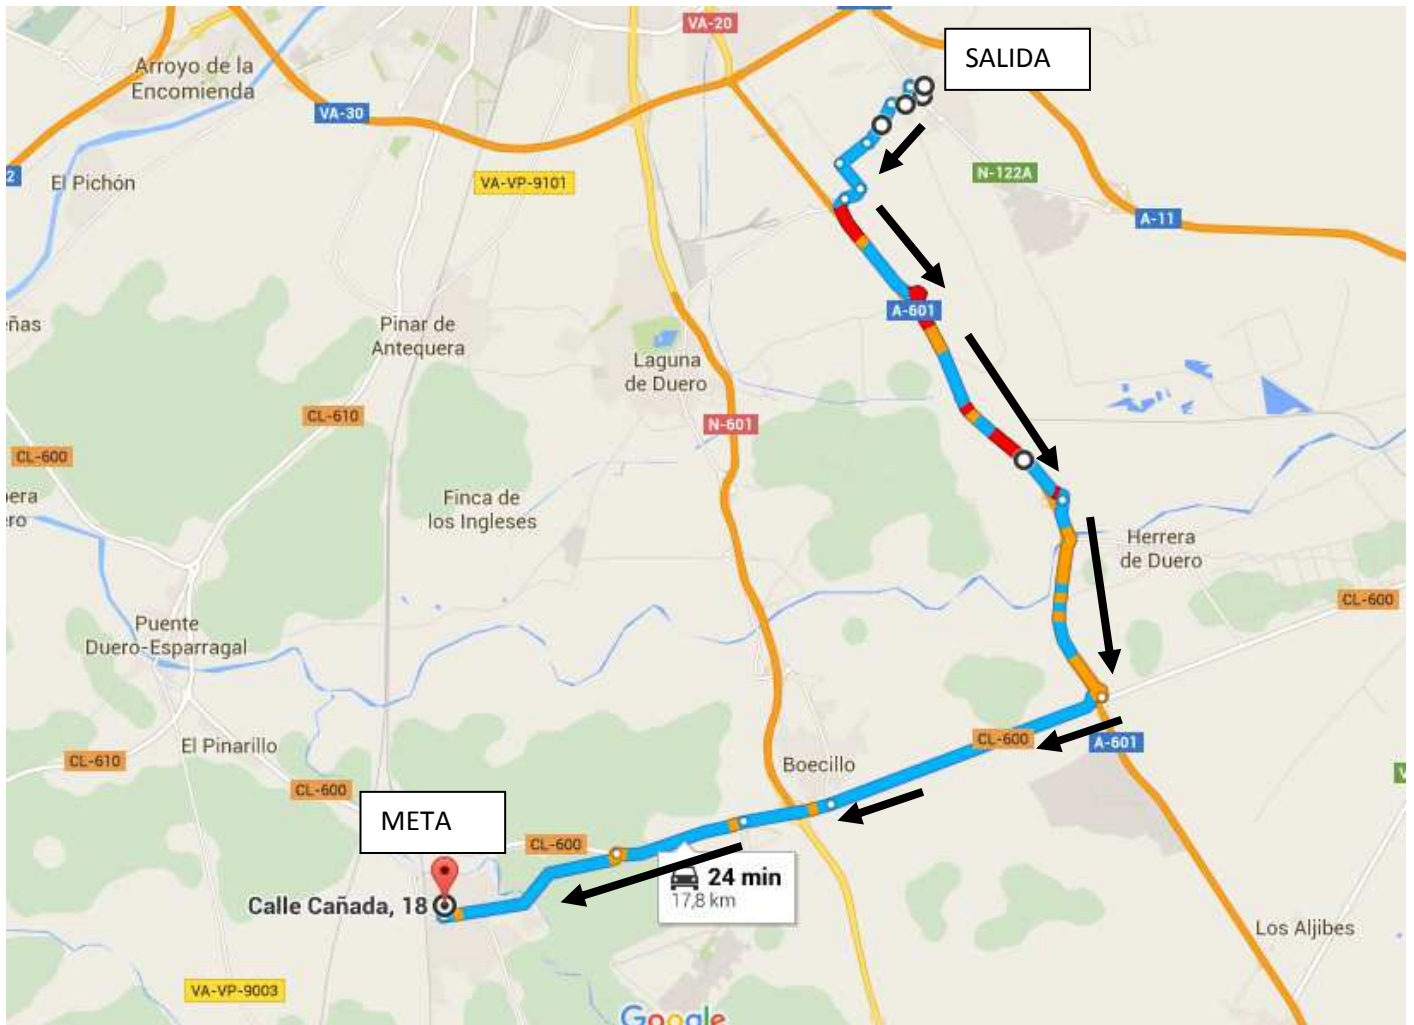 VA-20
SALIDA
Arroyo de la
Encomienda
VA-30
El Pichón
VA-VP-9101
N-122A
A-11
A-601
Pinar de
Antequera
Laguna
de Duero
CL-610
N-601
CL-600
Finca de
los Ingleses
Herrera
de Duero
CL-600
Puente
Duero-Esparragal
El Pinarillo
CL-610
CL-600
CL-600
A-601
Boecillo
META
CL-600
24 min
17,8 km
Calle Cañada, 18
Los Aljibes
VA-VP-9003
Google